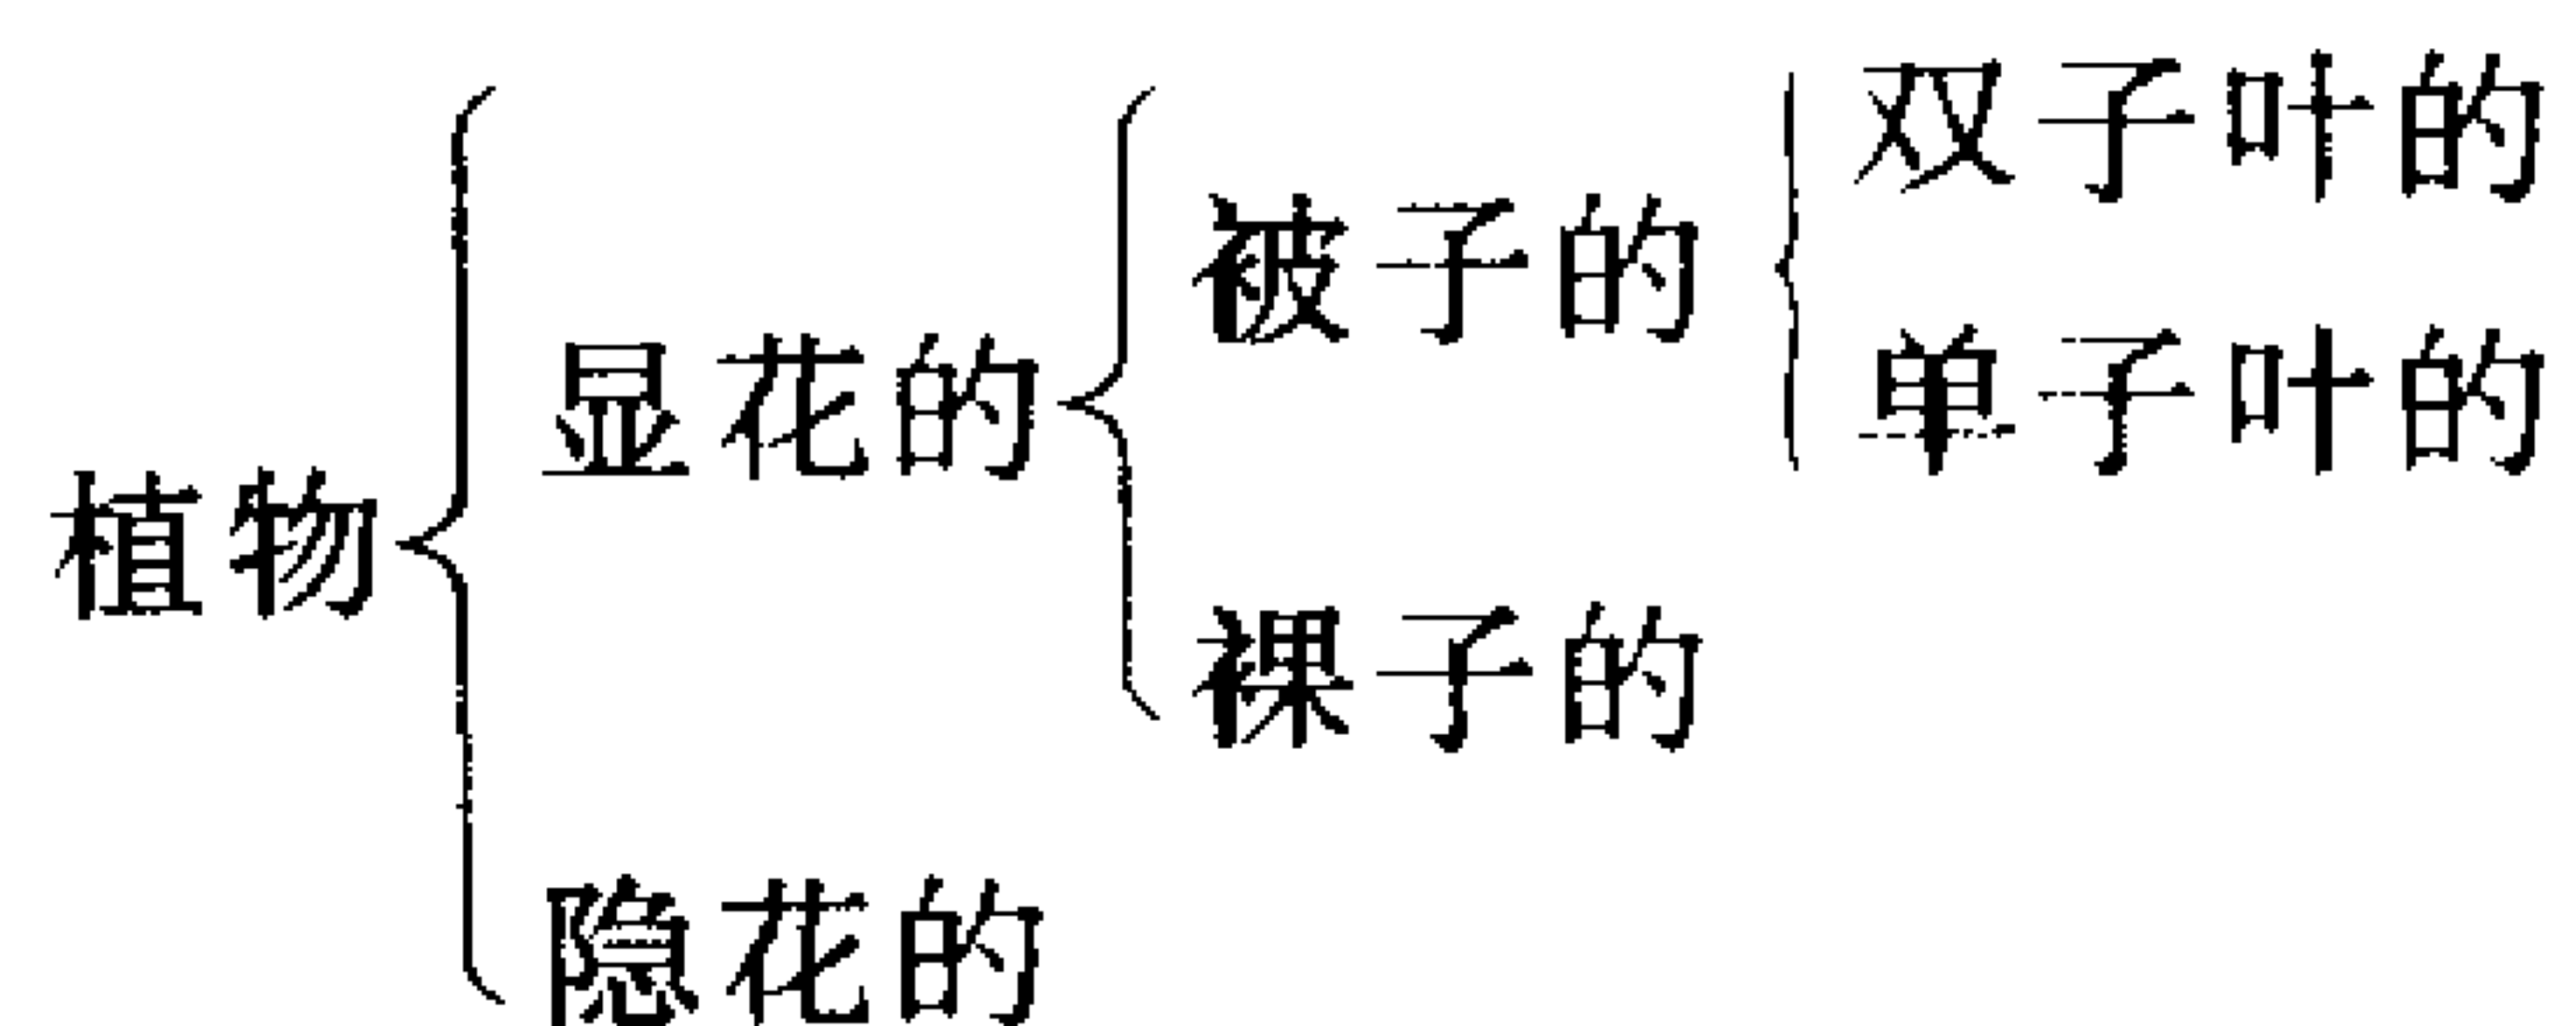 植物
显花的
隐花的
被子的
裸子的
双子叶的
单子叶的